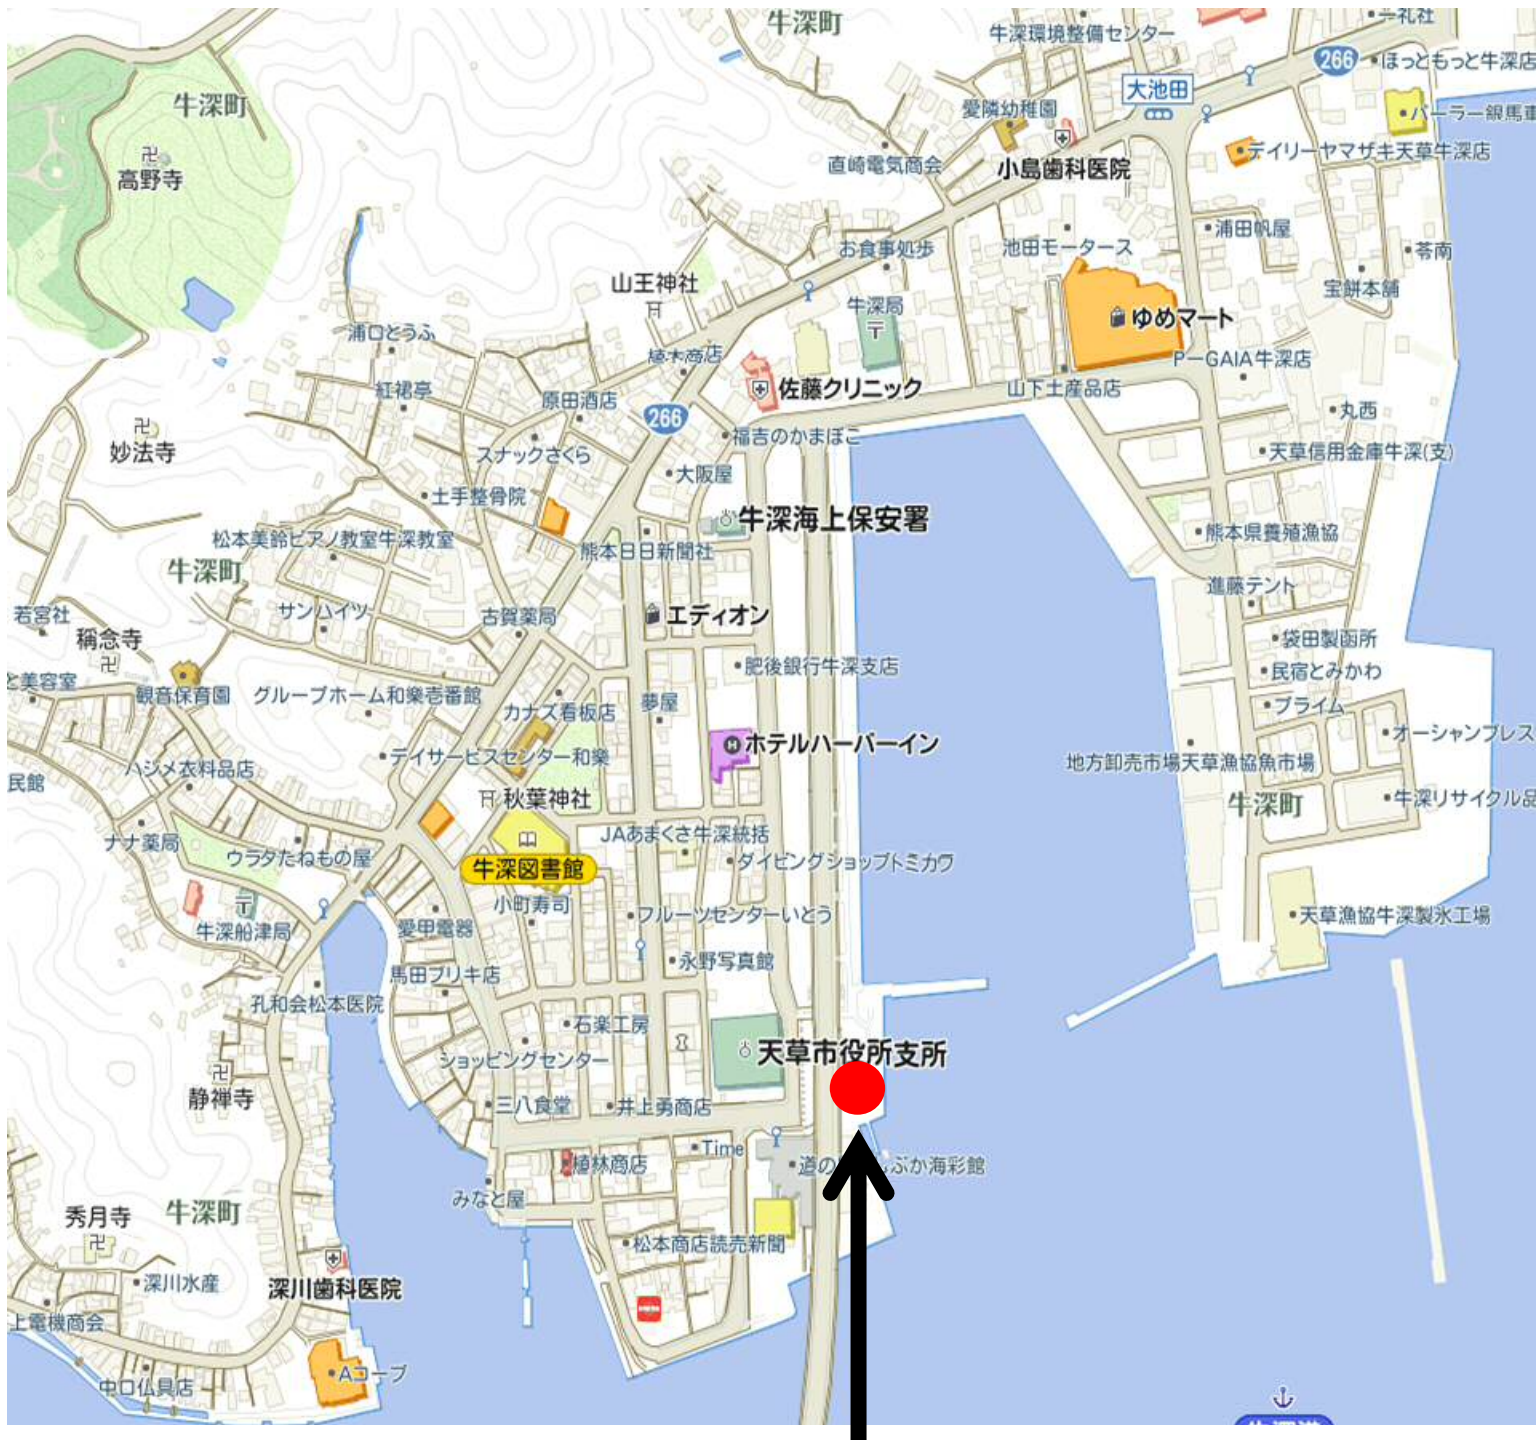 牛深町
牛深環境整備センター
一礼社
266
ほっともっと牛深店
大池田
愛隣幼稚園
パーラー銀馬車
牛深町
高野寺
直崎電気商会
小島歯科医院
デイリーヤマザキ天草牛深店
浦田帆屋
お食事処歩
池田モータース
苓南
山王神社
宝餅本舗
牛深局
ゆめマート
浦口とうふ
植木商店
P-GAIA牛深店
佐藤クリニック
山下土産品店
紅裙亭
原田酒店
丸西
266
福吉のかまぼこ
妙法寺
スナックさくら
大阪屋
天草信用金庫牛深(支)
土手整骨院
牛深海上保安署
松本美鈴ピアノ教室牛深教室
熊本日日新聞社
熊本県養殖漁協
牛深町
進藤テント
若宮社
サンハイツ
古賀薬局
エディオン
稱念寺
袋田製函所
肥後銀行牛深支店
民宿とみかわ
と美容室
観音保育園
グループホーム和樂壱番館
カナズ看板店
夢屋
プライム
オーシャンプレス
ホテルハーバーイン
デイサービスセンター和樂
地方卸売市場天草漁協魚市場
ハジメ衣料品店
民館
秋葉神社
牛深町
牛深リサイクル品
ナナ薬局
ウラタたねもの屋
JAあまくさ牛深統括
牛深図書館
ダイビングショップトミカワ
小町寿司
フルーツセンターいとう
天草漁協牛深製氷工場
牛深船津局
愛甲電器
馬田ブリキ店
永野写真館
孔和会松本医院
石楽工房
ショッピングセンター
天草市役所支所
静禅寺
三八食堂
井上勇商店
Time
植林商店
道の
ぶか海彩館
みなと屋
秀月寺
牛深町
松本商店読売新聞
深川水産
深川歯科医院
上電機商会
Aコープ
中口仏具店